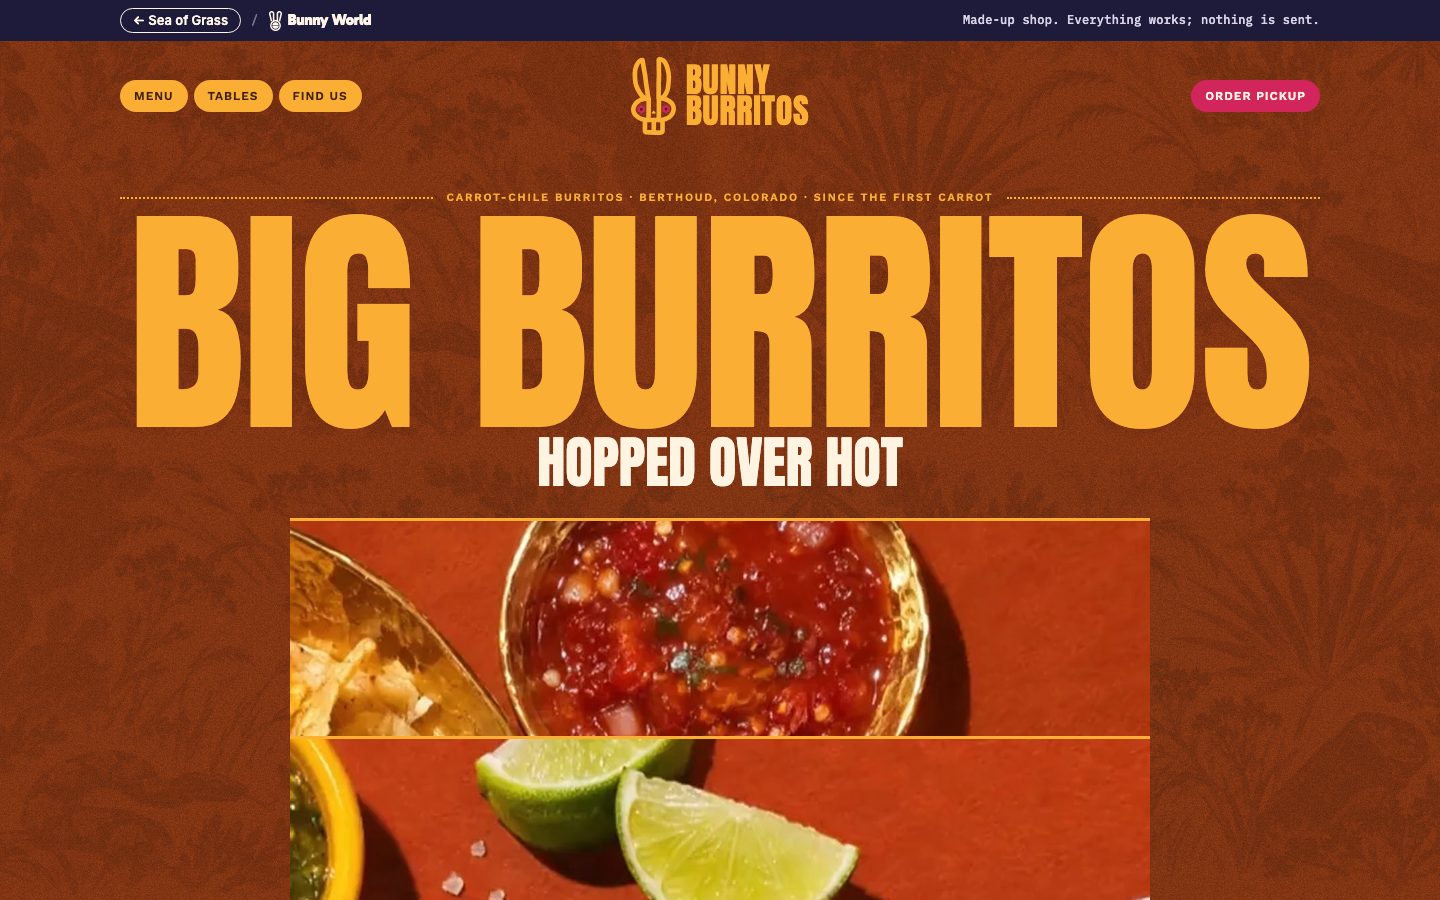 ← Sea of Grass / Bunny World
Made-up shop. Everything works; nothing is sent.
MENU
TABLES
FIND US
BUNNY
BURRITOS
ORDER PICKUP
CARROT-CHILE BURRITOS · BERTHOUD, COLORADO · SINCE THE FIRST CARROT
BIG BURRITOS
HOPPED OVER HOT